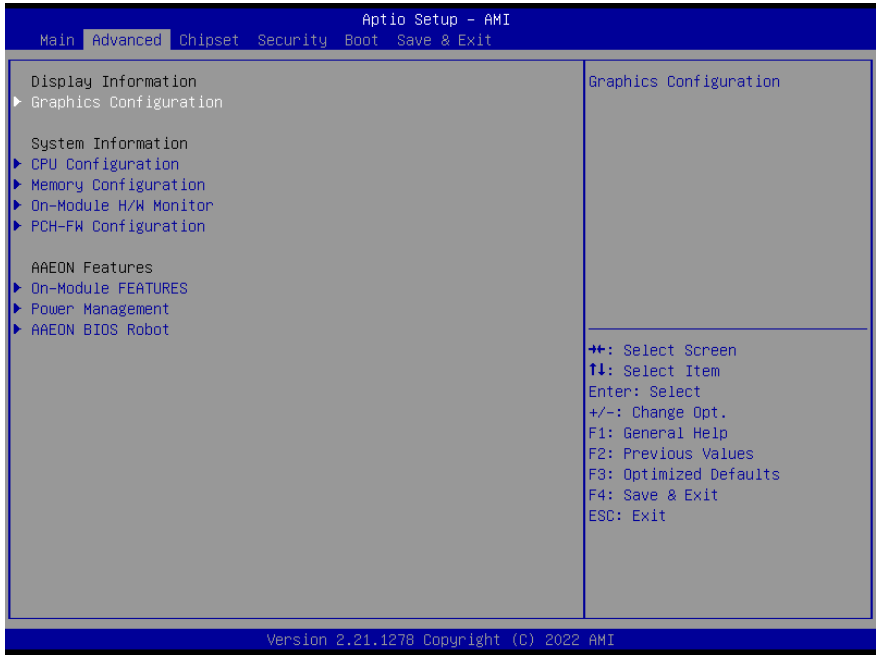 Aptio Setup – AMI
Main Advanced Chipset Security Boot Save & Exit
Display Information
Graphics Configuration
System Information
CPU Configuration
Memory Configuration
On-Module H/W Monitor
PCH-FW Configuration
AAEON Features
On-Module FEATURES
Power Management
AAEON BIOS Robot
Graphics Configuration
→←: Select Screen
↑↓: Select Item
Enter: Select
+/-: Change Opt.
F1: General Help
F2: Previous Values
F3: Optimized Defaults
F4: Save & Exit
ESC: Exit
Version 2.21.1278 Copyright (C) 2022 AMI